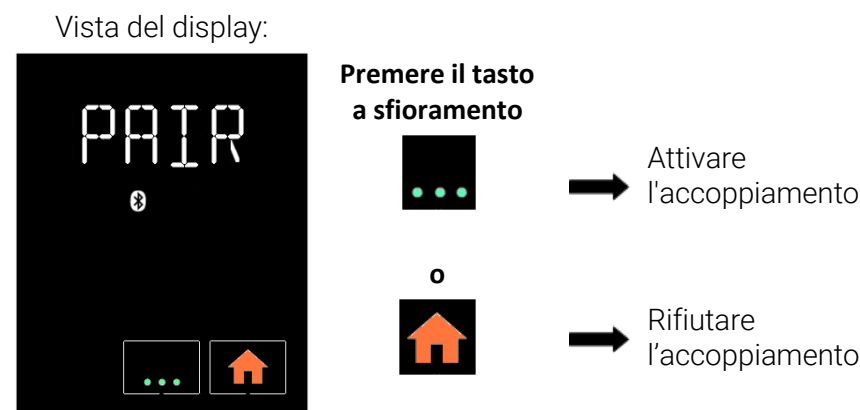 Vista del display:
PAIR
Premere il tasto
a sfioramento
Attivare
l'accoppiamento
o
Rifiutare
l’accoppiamento